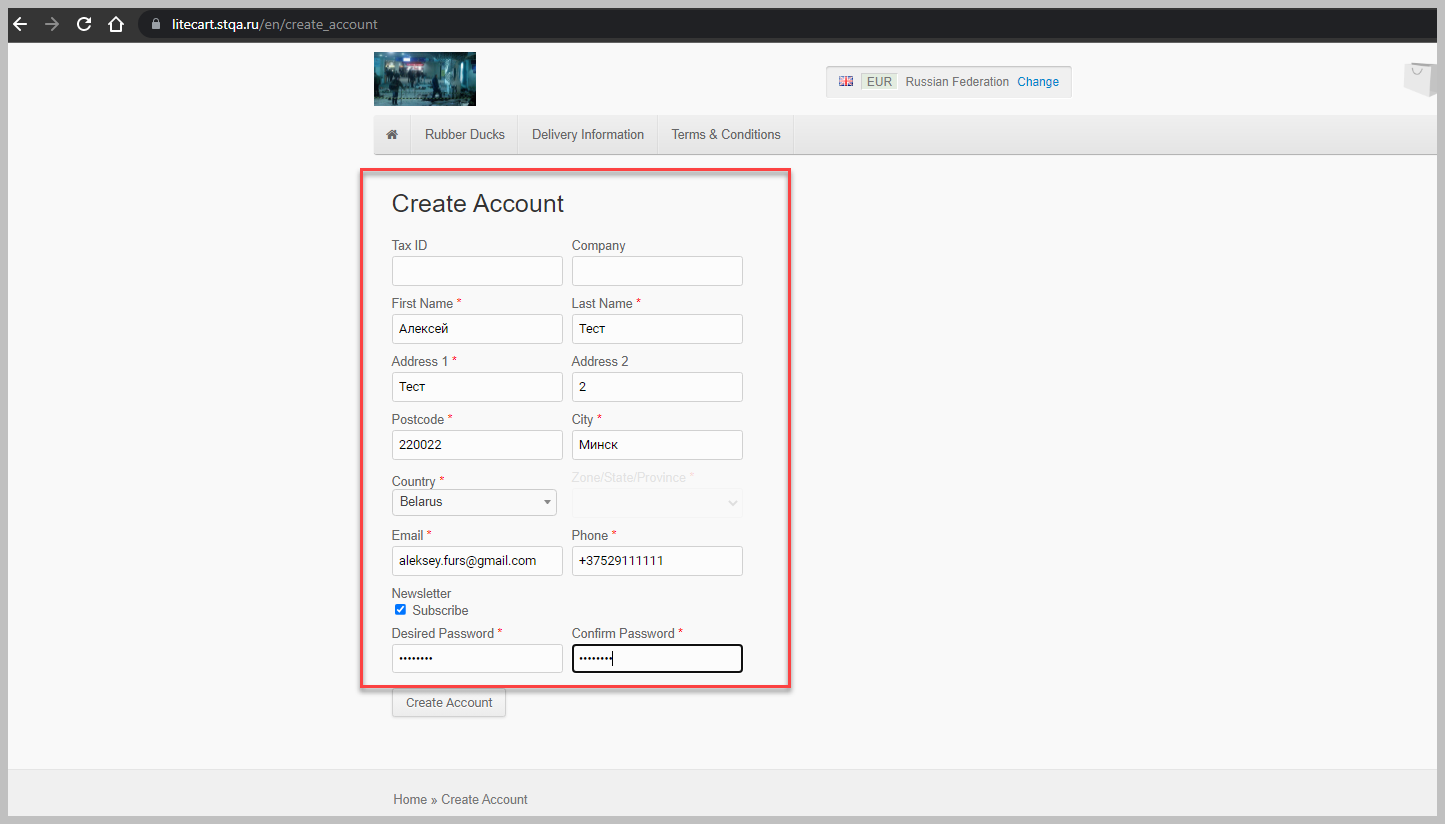 litecart.stqa.ru/en/create_account
EUR Russian Federation Change
Rubber Ducks Delivery Information Terms & Conditions
Create Account
Tax ID Company
First Name * Last Name *
Алексей Тест
Address 1 * Address 2
Тест 2
Postcode * City *
220022 Минск
Country * Zone/State/Province *
Belarus
Email * Phone *
aleksey.furs@gmail.com +37529111111
Newsletter
Subscribe
Desired Password * Confirm Password *
•••••••• ••••••••
Create Account
Home » Create Account